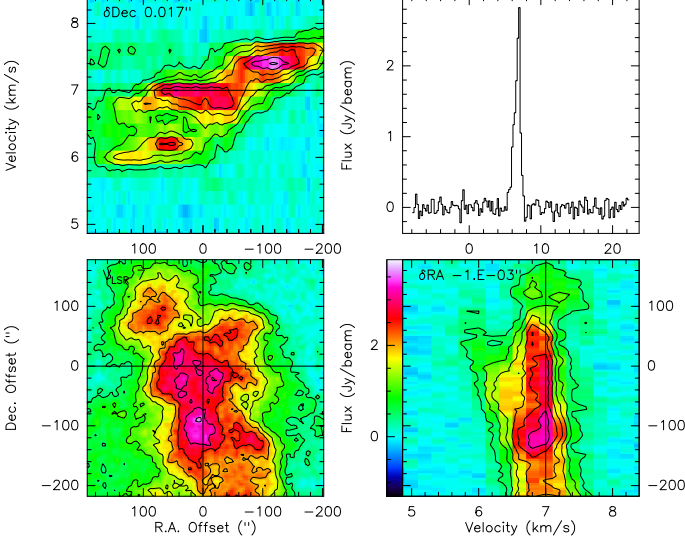 δDec 0.017"
8
7
6
5
Velocity (km/s)
100 0 −100 −200
2
1
0
Flux (Jy/beam)
0 10 20
V_LSR
100
0
−100
−200
Dec. Offset (")
100 0 −100 −200
R.A. Offset (")
2
0
Flux (Jy/beam)
δRA −1.E−03"
100
0
−100
−200
5 6 7 8
Velocity (km/s)